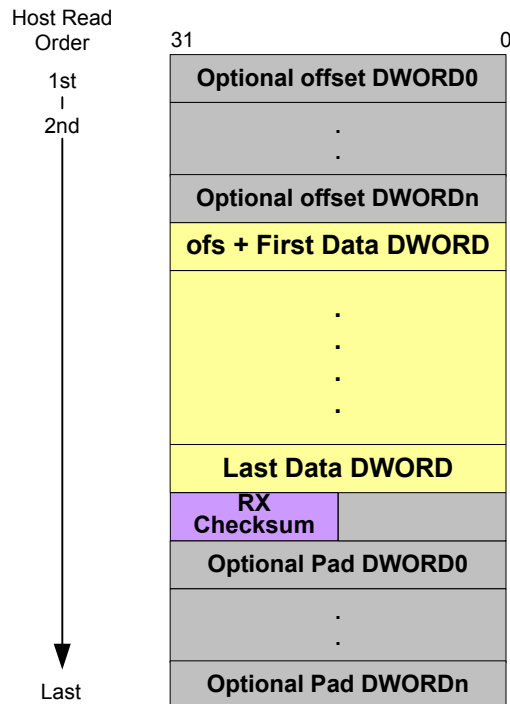 Host Read
Order
31 0
1st
Optional offset DWORD0
2nd
.
.
Optional offset DWORDn
ofs + First Data DWORD
.
.
.
.
Last Data DWORD
RX
Checksum
Optional Pad DWORD0
.
.
Last
Optional Pad DWORDn